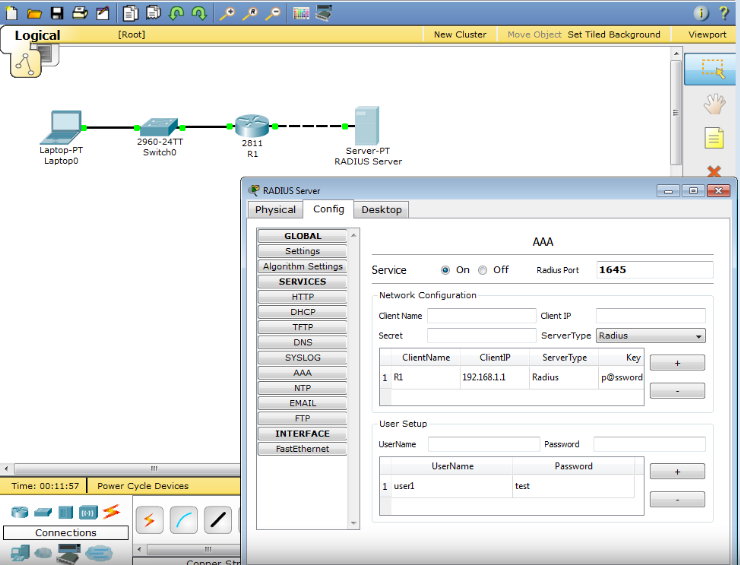 Logical
[Root]
New Cluster
Move Object
Set Tiled Background
Viewport
Laptop-PT
Laptop0
2960-24TT
Switch0
2811
R1
Server-PT
RADIUS Server
RADIUS Server
Physical
Config
Desktop
GLOBAL
Settings
Algorithm Settings
SERVICES
HTTP
DHCP
TFTP
DNS
SYSLOG
AAA
NTP
EMAIL
FTP
INTERFACE
FastEthernet
AAA
Service On Off Radius Port 1645
Network Configuration
Client Name Client IP
Secret ServerType Radius
ClientName ClientIP ServerType Key
1 R1 192.168.1.1 Radius p@ssword
+
-
User Setup
UserName Password
UserName Password
1 user1 test
+
-
Time: 00:11:57 Power Cycle Devices
Connections
Copper Str